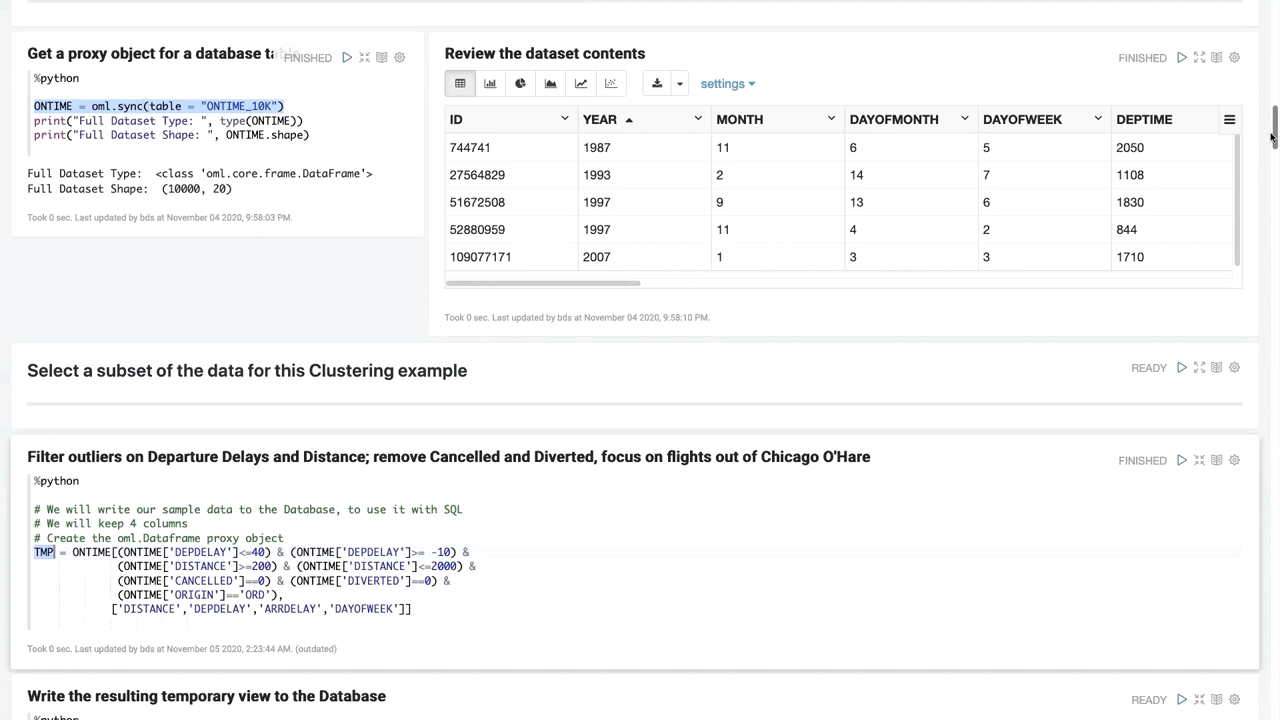 Get a proxy object for a database
FINISHED
%python
ONTIME = oml.sync(table = "ONTIME_10K")
print("Full Dataset Type: ", type(ONTIME))
print("Full Dataset Shape: ", ONTIME.shape)
Full Dataset Type:  <class 'oml.core.frame.DataFrame'>
Full Dataset Shape:  (10000, 20)
Took 0 sec. Last updated by bds at November 04 2020, 9:58:03 PM.
Review the dataset contents
FINISHED
settings
ID YEAR MONTH DAYOFMONTH DAYOFWEEK DEPTIME
744741 1987 11 6 5 2050
27564829 1993 2 14 7 1108
51672508 1997 9 13 6 1830
52880959 1997 11 4 2 844
109077171 2007 1 3 3 1710
Took 0 sec. Last updated by bds at November 04 2020, 9:58:10 PM.
Select a subset of the data for this Clustering example
READY
Filter outliers on Departure Delays and Distance; remove Cancelled and Diverted, focus on flights out of Chicago O'Hare
FINISHED
%python
# We will write our sample data to the Database, to use it with SQL
# We will keep 4 columns
# Create the oml.Dataframe proxy object
TMP = ONTIME[(ONTIME['DEPDELAY']<=40) & (ONTIME['DEPDELAY']>= -10) &
(ONTIME['DISTANCE']>=200) & (ONTIME['DISTANCE']<=2000) &
(ONTIME['CANCELLED']==0) & (ONTIME['DIVERTED']==0) &
(ONTIME['ORIGIN']=='ORD'),
['DISTANCE','DEPDELAY','ARRDELAY','DAYOFWEEK']]
Took 0 sec. Last updated by bds at November 05 2020, 2:23:44 AM. (outdated)
Write the resulting temporary view to the Database
READY
%python